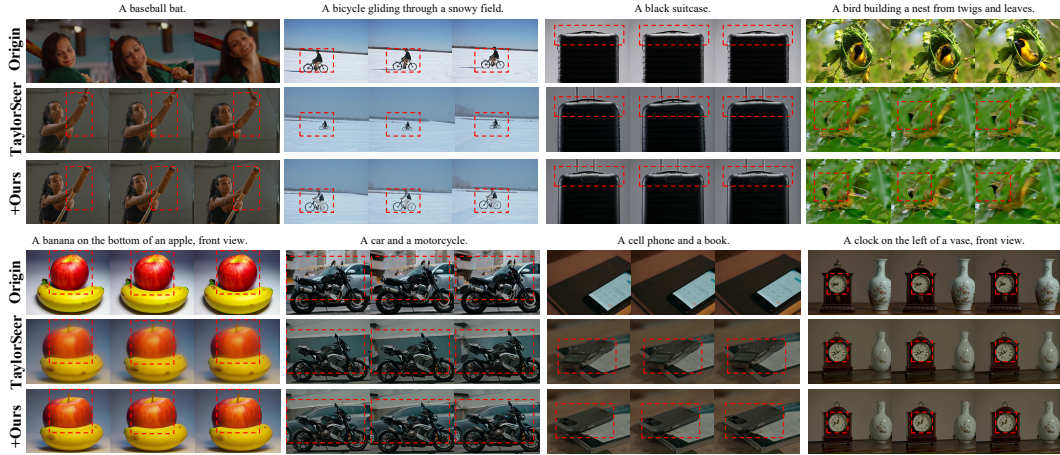 A baseball bat.
A bicycle gliding through a snowy field.
A black suitcase.
A bird building a nest from twigs and leaves.
Origin
TaylorSeer
+Ours
A banana on the bottom of an apple, front view.
A car and a motorcycle.
A cell phone and a book.
A clock on the left of a vase, front view.
Origin
TaylorSeer
+Ours